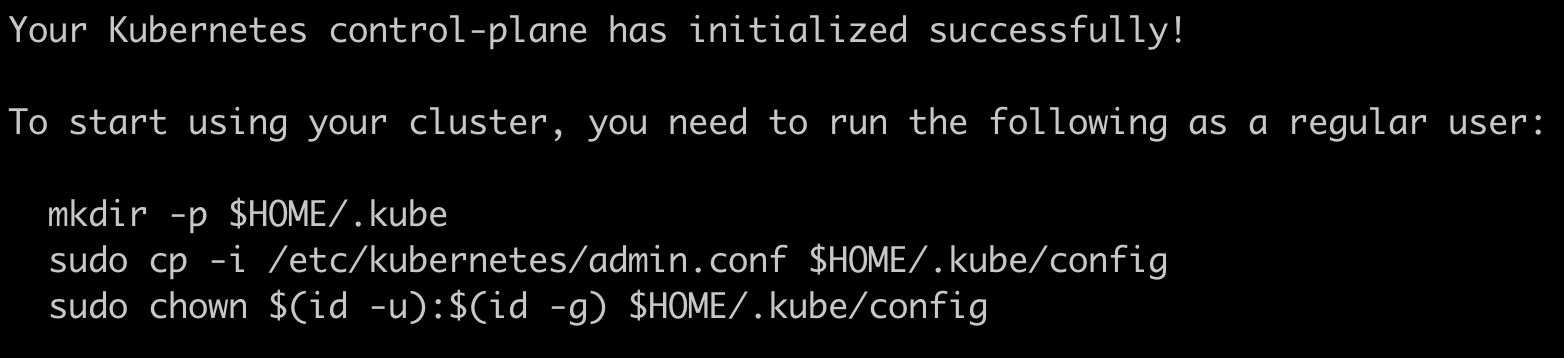 Your Kubernetes control-plane has initialized successfully!
To start using your cluster, you need to run the following as a regular user:
mkdir -p $HOME/.kube
sudo cp -i /etc/kubernetes/admin.conf $HOME/.kube/config
sudo chown $(id -u):$(id -g) $HOME/.kube/config